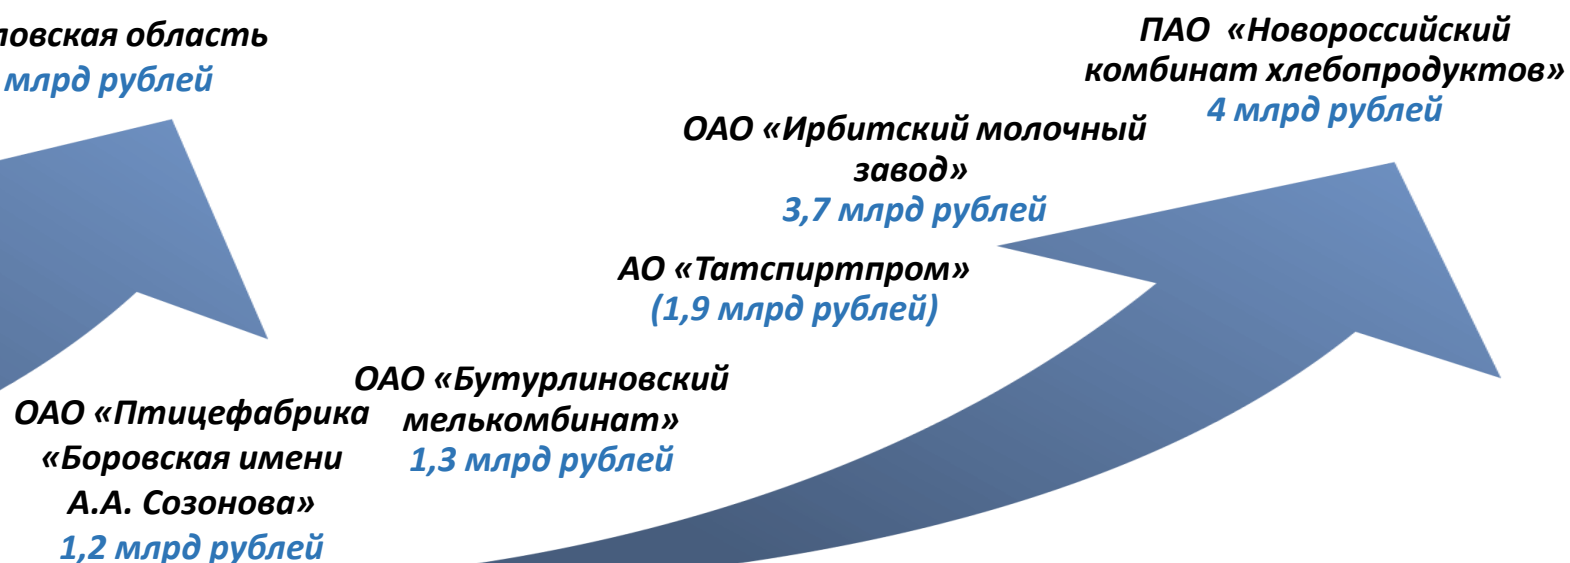 область
млрд рублей
ПАО «Новороссийский
комбинат хлебопродуктов»
4 млрд рублей
ОАО «Ирбитский молочный
завод»
3,7 млрд рублей
АО «Татспиртпром»
(1,9 млрд рублей)
ОАО «Бутурлиновский
мелькомбинат»
1,3 млрд рублей
ОАО «Птицефабрика
«Боровская имени
А.А. Созонова»
1,2 млрд рублей